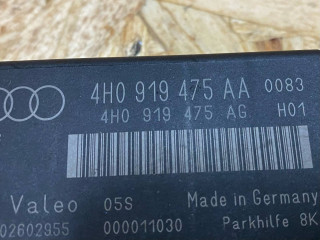 4H0 919 475 AA 0083
4H0 919 475 AG H01
Valeo 05S Made in Germany
02602955 000011030 Parkhilfe 8K